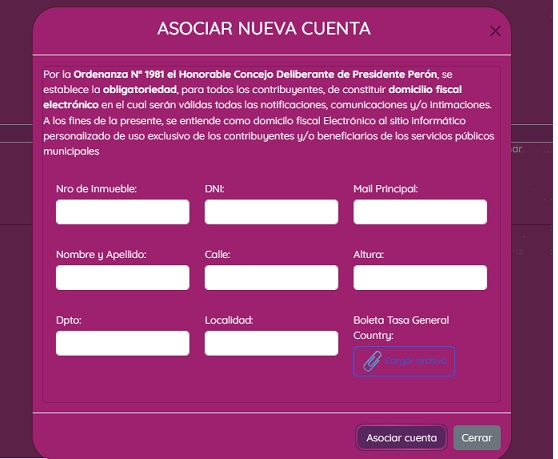 ASOCIAR NUEVA CUENTA
Por la Ordenanza Nº 1981 el Honorable Concejo Deliberante de Presidente Perón, se
establece la obligatoriedad, para todos los contribuyentes, de constituir domicilio fiscal
electrónico en el cual serán válidas todas las notificaciones, comunicaciones y/o intimaciones.
A los fines de la presente, se entiende como domicilo fiscal Electrónico al sitio informático
personalizado de uso exclusivo de los contribuyentes y/o beneficiarios de los servicios públicos
municipales
Nro de Inmueble:
DNI:
Mail Principal:
Nombre y Apellido:
Calle:
Altura:
Dpto:
Localidad:
Boleta Tasa General
Country:
Cargar archivo
Asociar cuenta
Cerrar